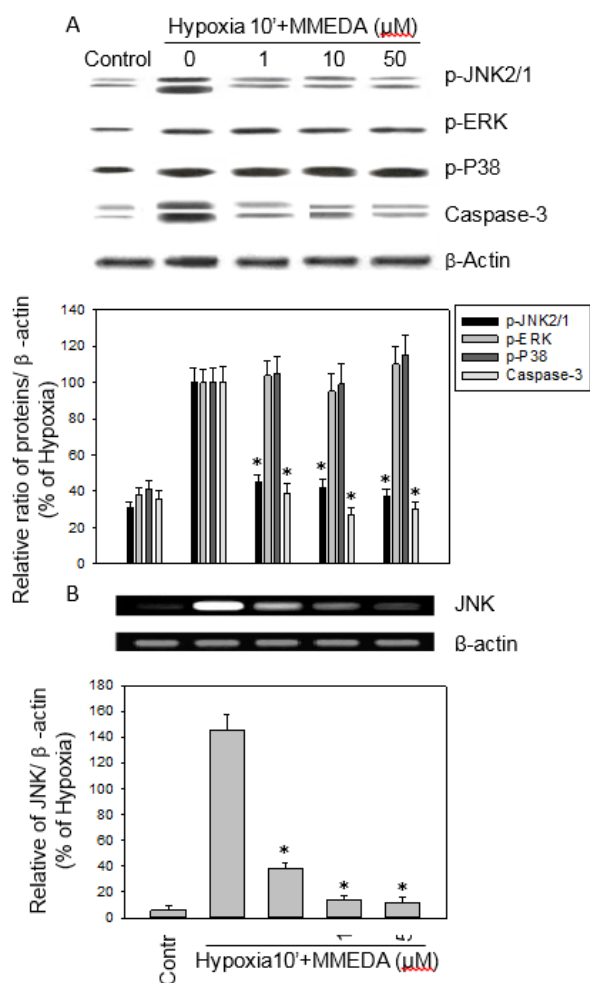 A
Hypoxia 10'+MMEDA (µM)
Control 0 1 10 50
p-JNK2/1
p-ERK
p-P38
Caspase-3
β-Actin
Relative ratio of proteins/ β -actin
(% of Hypoxia)
140
120
100
80
60
40
20
0
p-JNK2/1
p-ERK
p-P38
Caspase-3
* * * * * *
B
JNK
ß-actin
Relative of JNK/ β -actin
(% of Hypoxia)
180
160
140
120
100
80
60
40
20
0
* * *
Contr
1
Hypoxia10'+MMEDA (µM)